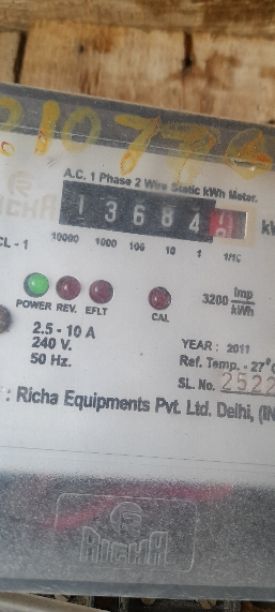 A.C. 1 Phase 2 Wire Static kWh Meter.
RICHA
1 3 6 8 4
CL - 1 10000 1000 100 10 1 1/10
POWER REV. EFLT CAL 3200 Imp/kWh
2.5 - 10 A
240 V.
50 Hz.
YEAR : 2011
Ref. Temp. - 27°C
SL. No. 2522
: Richa Equipments Pvt. Ltd. Delhi, (IN
RICHA